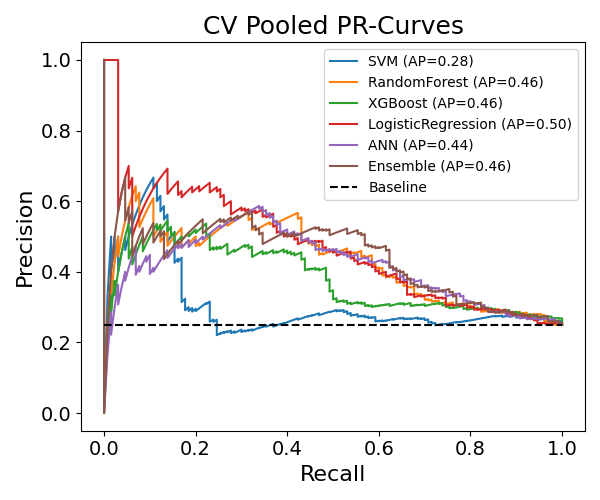 CV Pooled PR-Curves
SVM (AP=0.28)
RandomForest (AP=0.46)
XGBoost (AP=0.46)
LogisticRegression (AP=0.50)
ANN (AP=0.44)
Ensemble (AP=0.46)
Baseline
Precision
1.0
0.8
0.6
0.4
0.2
0.0
0.0 0.2 0.4 0.6 0.8 1.0
Recall